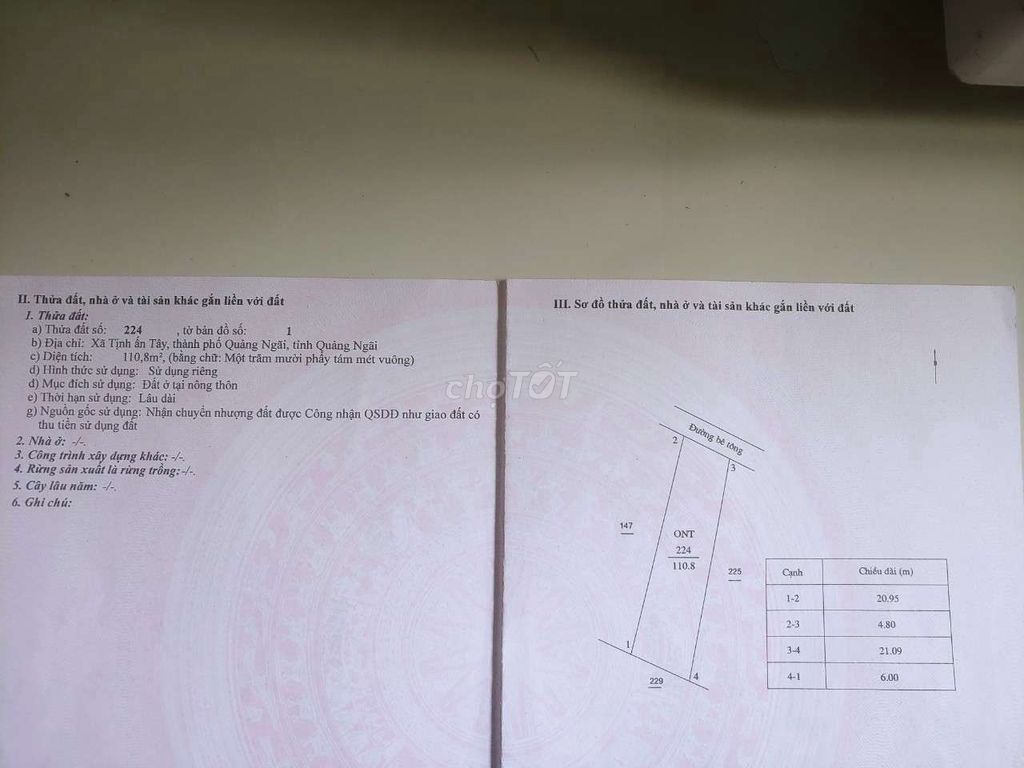 II. Thửa đất, nhà ở và tài sản khác gắn liền với đất
1. Thửa đất:
a) Thửa đất số: 224 , tờ bản đồ số: 1
b) Địa chỉ: Xã Tịnh ấn Tây, thành phố Quảng Ngãi, tỉnh Quảng Ngãi
c) Diện tích: 110,8m², (bằng chữ: Một trăm mười phẩy tám mét vuông)
d) Hình thức sử dụng: Sử dụng riêng
đ) Mục đích sử dụng: Đất ở tại nông thôn
e) Thời hạn sử dụng: Lâu dài
g) Nguồn gốc sử dụng: Nhận chuyển nhượng đất được Công nhận QSDĐ như giao đất có
thu tiền sử dụng đất
2. Nhà ở: -/-.
3. Công trình xây dựng khác: -/-.
4. Rừng sản xuất là rừng trồng: -/-.
5. Cây lâu năm: -/-.
6. Ghi chú:
III. Sơ đồ thửa đất, nhà ở và tài sản khác gắn liền với đất
chợTỐT
Đường bê tông
2
3
147
ONT
224
110.8
225
1
4
229
Cạnh Chiều dài (m)
1-2 20.95
2-3 4.80
3-4 21.09
4-1 6.00